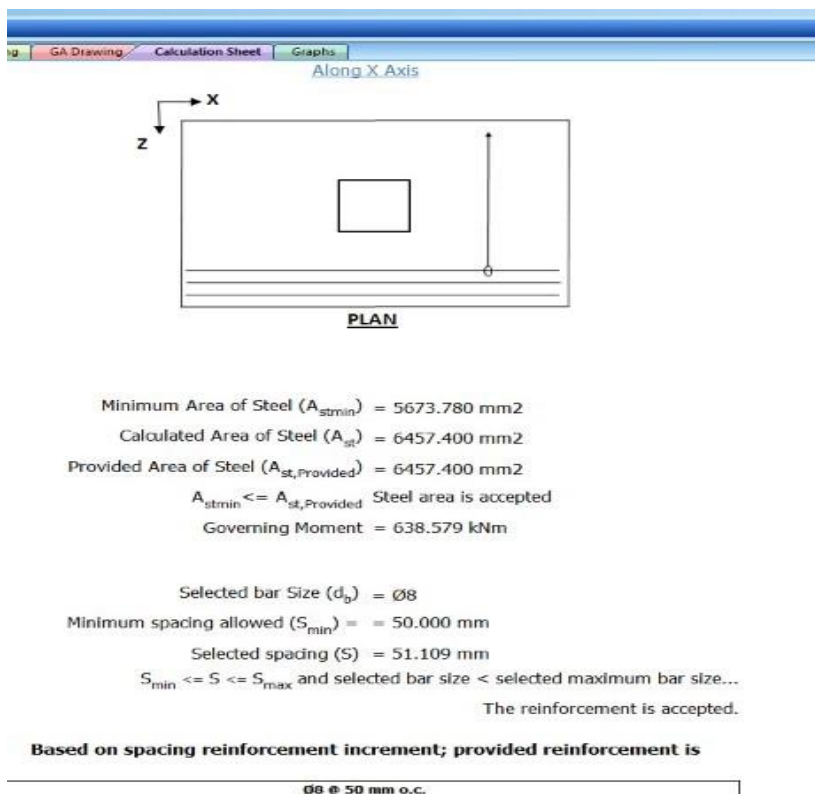 ng GA Drawing Calculation Sheet Graphs
Along X Axis
X
Z
PLAN
Minimum Area of Steel (Astmin) = 5673.780 mm2
Calculated Area of Steel (Ast) = 6457.400 mm2
Provided Area of Steel (Ast,Provided) = 6457.400 mm2
Astmin<= Ast,Provided Steel area is accepted
Governing Moment = 638.579 kNm
Selected bar Size (db) = Ø8
Minimum spacing allowed (Smin) = = 50.000 mm
Selected spacing (S) = 51.109 mm
Smin <= S <= Smax and selected bar size < selected maximum bar size...
The reinforcement is accepted.
Based on spacing reinforcement increment; provided reinforcement is
Ø8 @ 50 mm o.c.